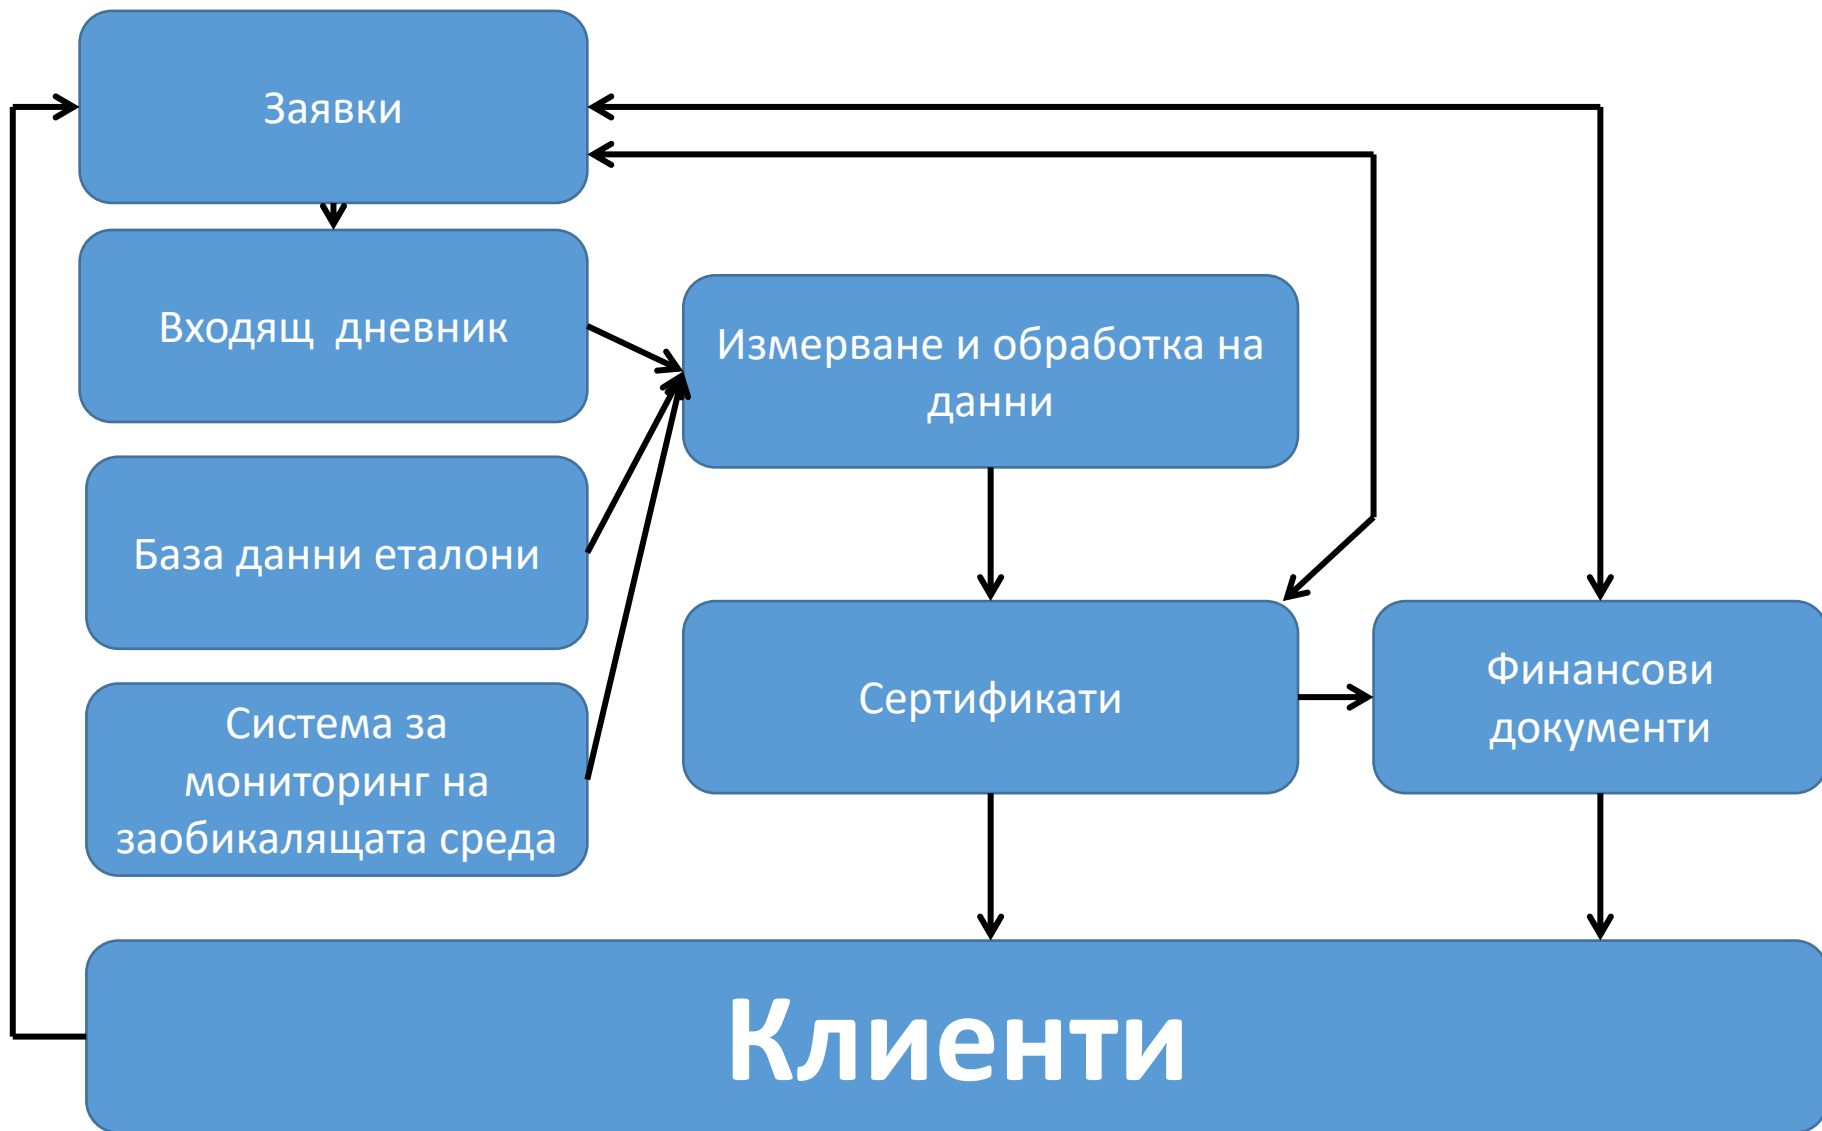 Заявки
Входящ  дневник
Измерване и обработка на
данни
База данни еталони
Система за
мониторинг на
заобикалящата среда
Сертификати
Финансови
документи
Клиенти